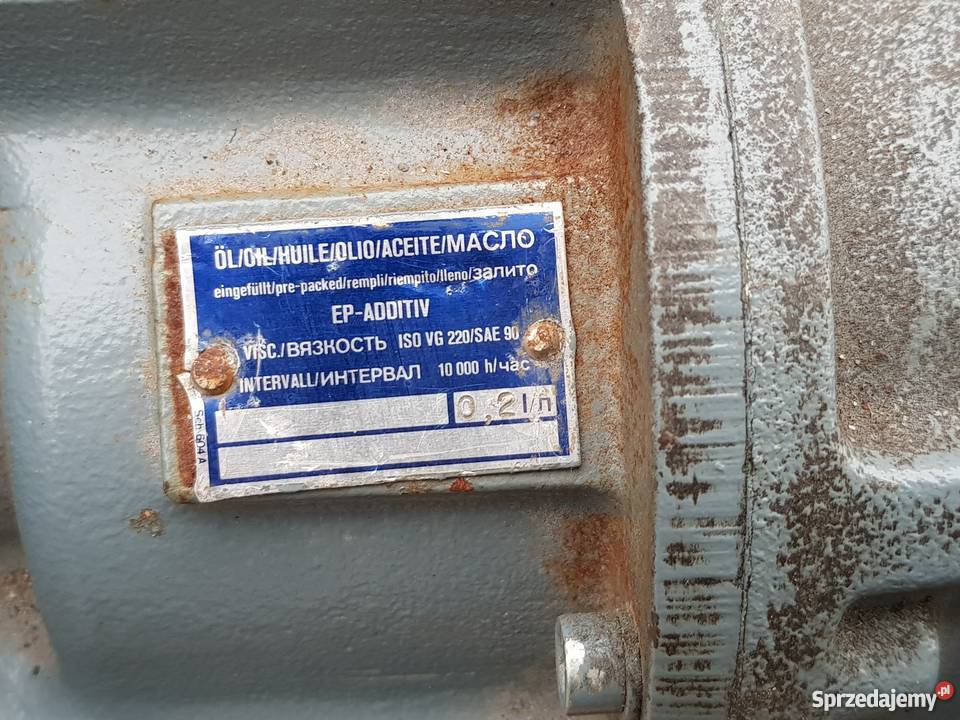 ÖL/OIL/HUILE/OLIO/ACEITE/МАСЛО
eingefüllt/pre-packed/rempli/riempito/lleno/залито
EP-ADDITIV
VISC./ВЯЗКОСТЬ ISO VG 220/SAE 90
INTERVALL/ИНТЕРВАЛ 10 000 h/час
0,2 l/л
Sch 604 A
Sprzedajemy.pl